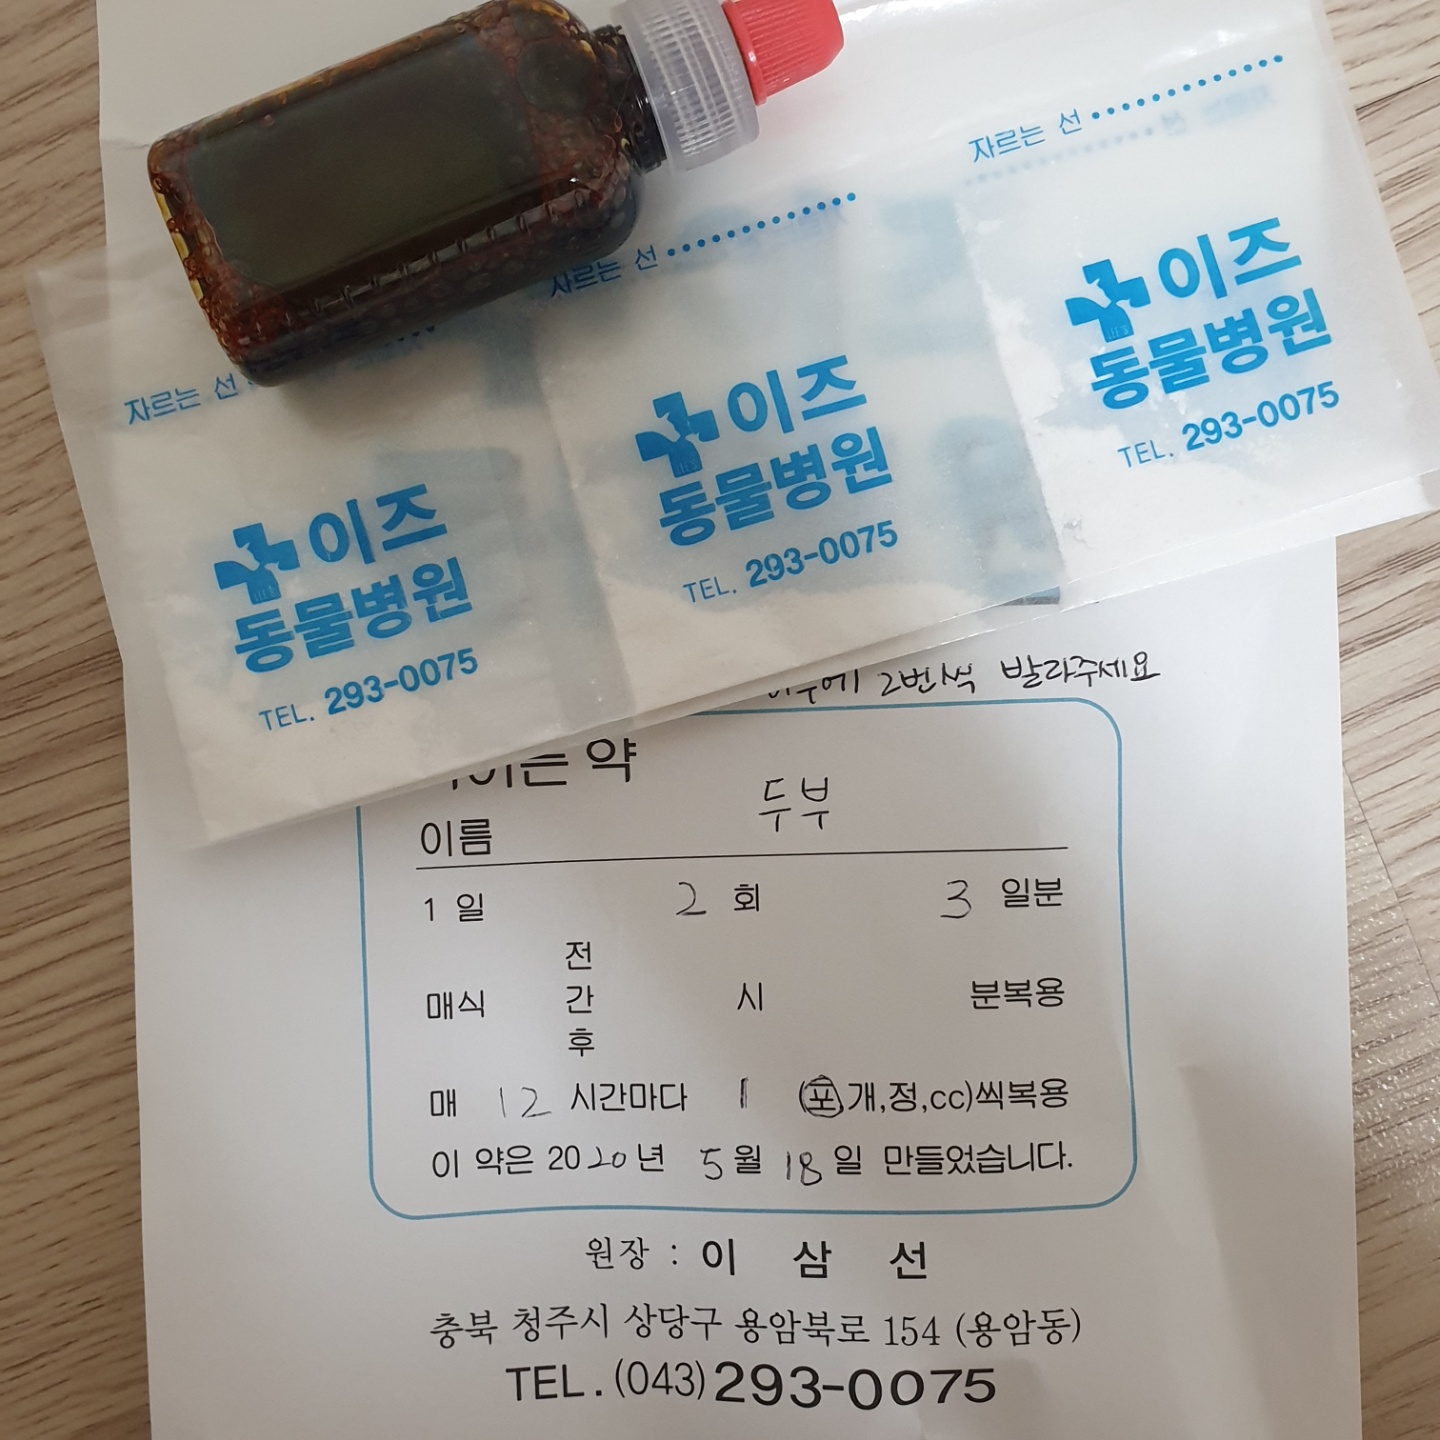 자르는 선
이즈
동물병원
TEL. 293-0075
자르는 선
이즈
동물병원
TEL. 293-0075
자르는 선
이즈
동물병원
TEL. 293-0075
2번씩 발라주세요
약
이름 두부
1 일 2 회 3 일분
전
매식 간 시 분복용
후
매 12 시간마다 1 (포,개,정,cc)씩복용
이 약은 2020년 5월 18일 만들었습니다.
원장 : 이 삼 선
충북 청주시 상당구 용암북로 154 (용암동)
TEL. (043)293-0075